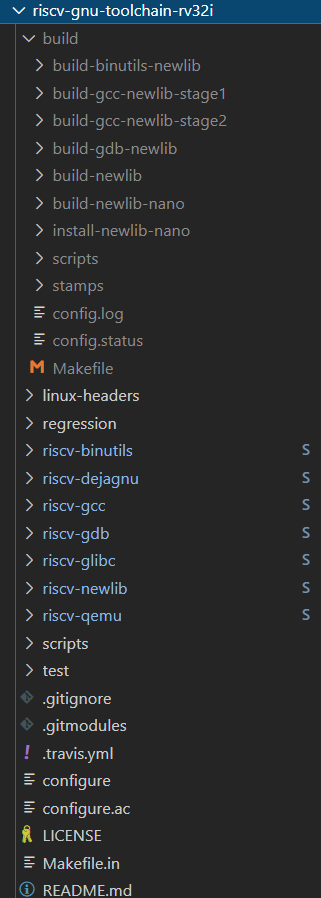 riscv-gnu-toolchain-rv32i
build
build-binutils-newlib
build-gcc-newlib-stage1
build-gcc-newlib-stage2
build-gdb-newlib
build-newlib
build-newlib-nano
install-newlib-nano
scripts
stamps
config.log
config.status
M Makefile
linux-headers
regression
riscv-binutils S
riscv-dejagnu S
riscv-gcc S
riscv-gdb S
riscv-glibc S
riscv-newlib S
riscv-qemu S
scripts
test
.gitignore
.gitmodules
! .travis.yml
configure
configure.ac
LICENSE
Makefile.in
README.md